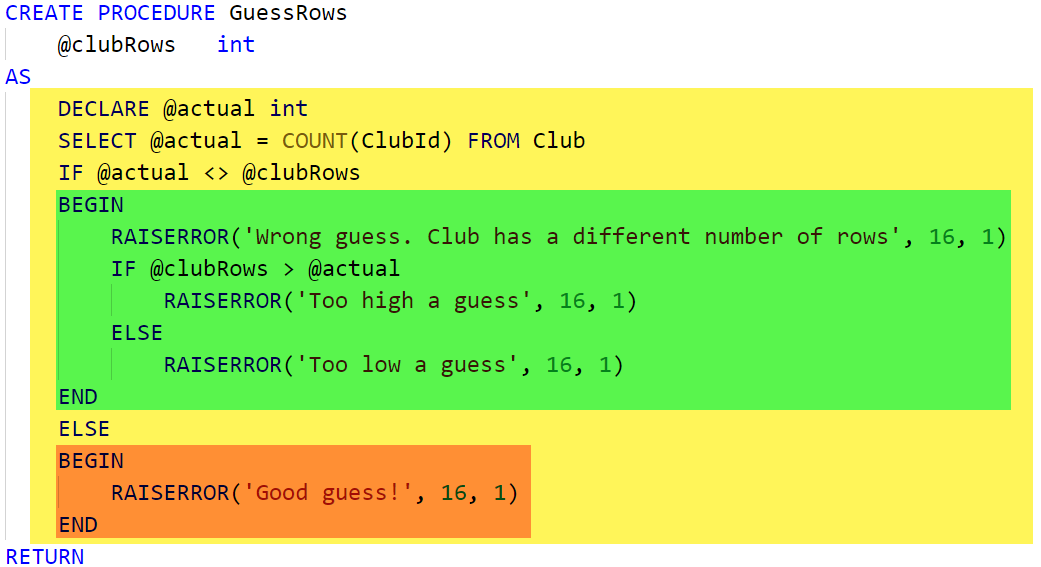 CREATE PROCEDURE GuessRows
    @clubRows   int
AS
    DECLARE @actual int
    SELECT @actual = COUNT(ClubId) FROM Club
    IF @actual <> @clubRows
    BEGIN
        RAISERROR('Wrong guess. Club has a different number of rows', 16, 1)
        IF @clubRows > @actual
            RAISERROR('Too high a guess', 16, 1)
        ELSE
            RAISERROR('Too low a guess', 16, 1)
    END
    ELSE
    BEGIN
        RAISERROR('Good guess!', 16, 1)
    END
RETURN